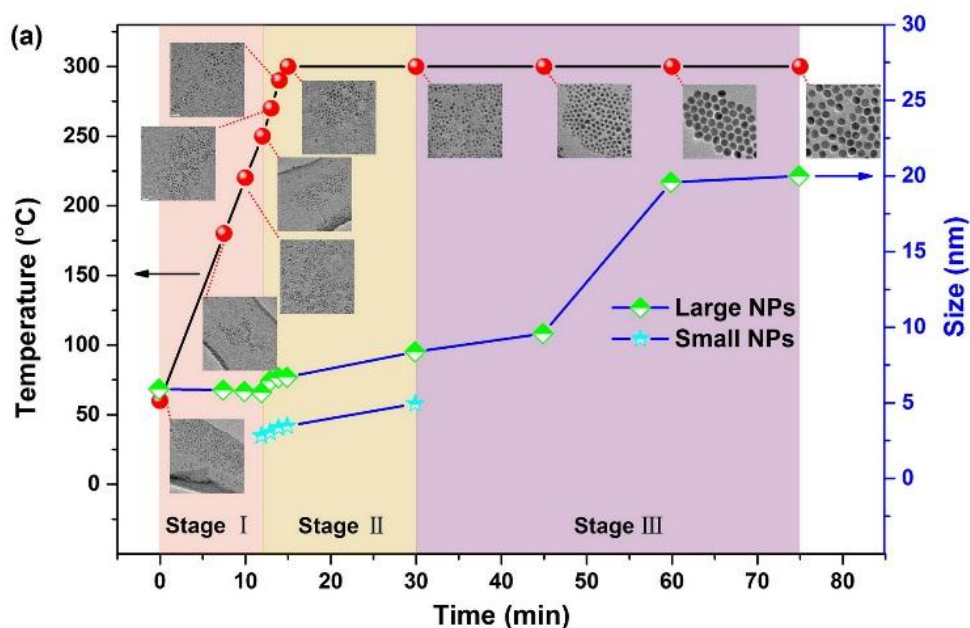 (a)
300
250
200
150
100
50
0
Temperature (°C)
30
25
20
15
10
5
0
Size (nm)
Large NPs
Small NPs
Stage Ⅰ
Stage Ⅱ
Stage Ⅲ
0 10 20 30 40 50 60 70 80
Time (min)